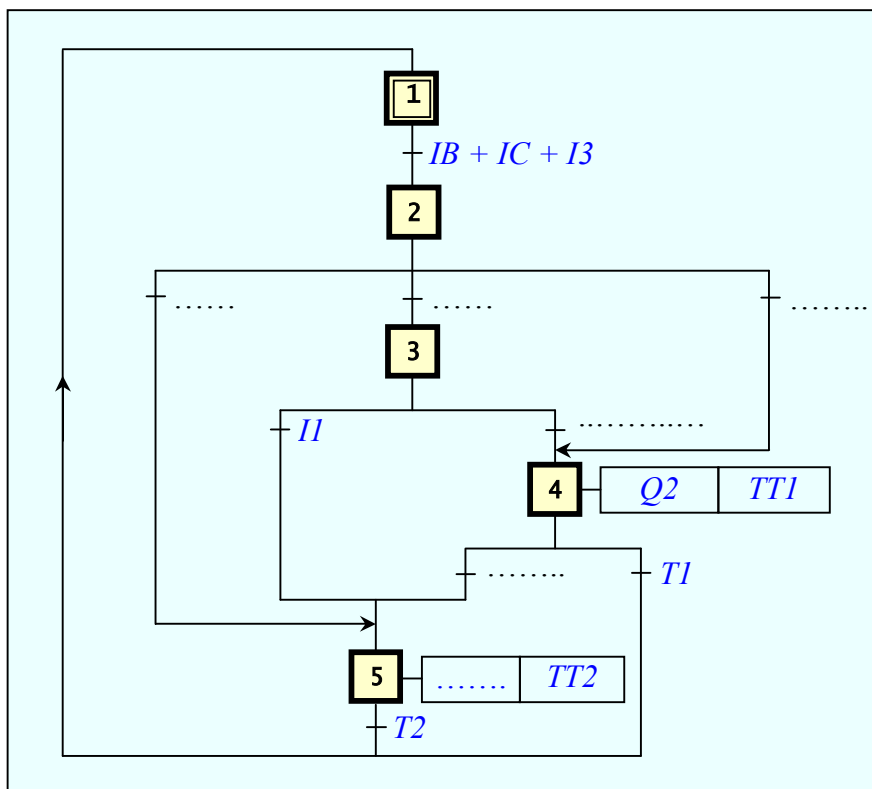 1
IB + IC + I3
2
...... ...... .........
3
I1 ..............
4 Q2 TT1
......... T1
5 ....... TT2
T2